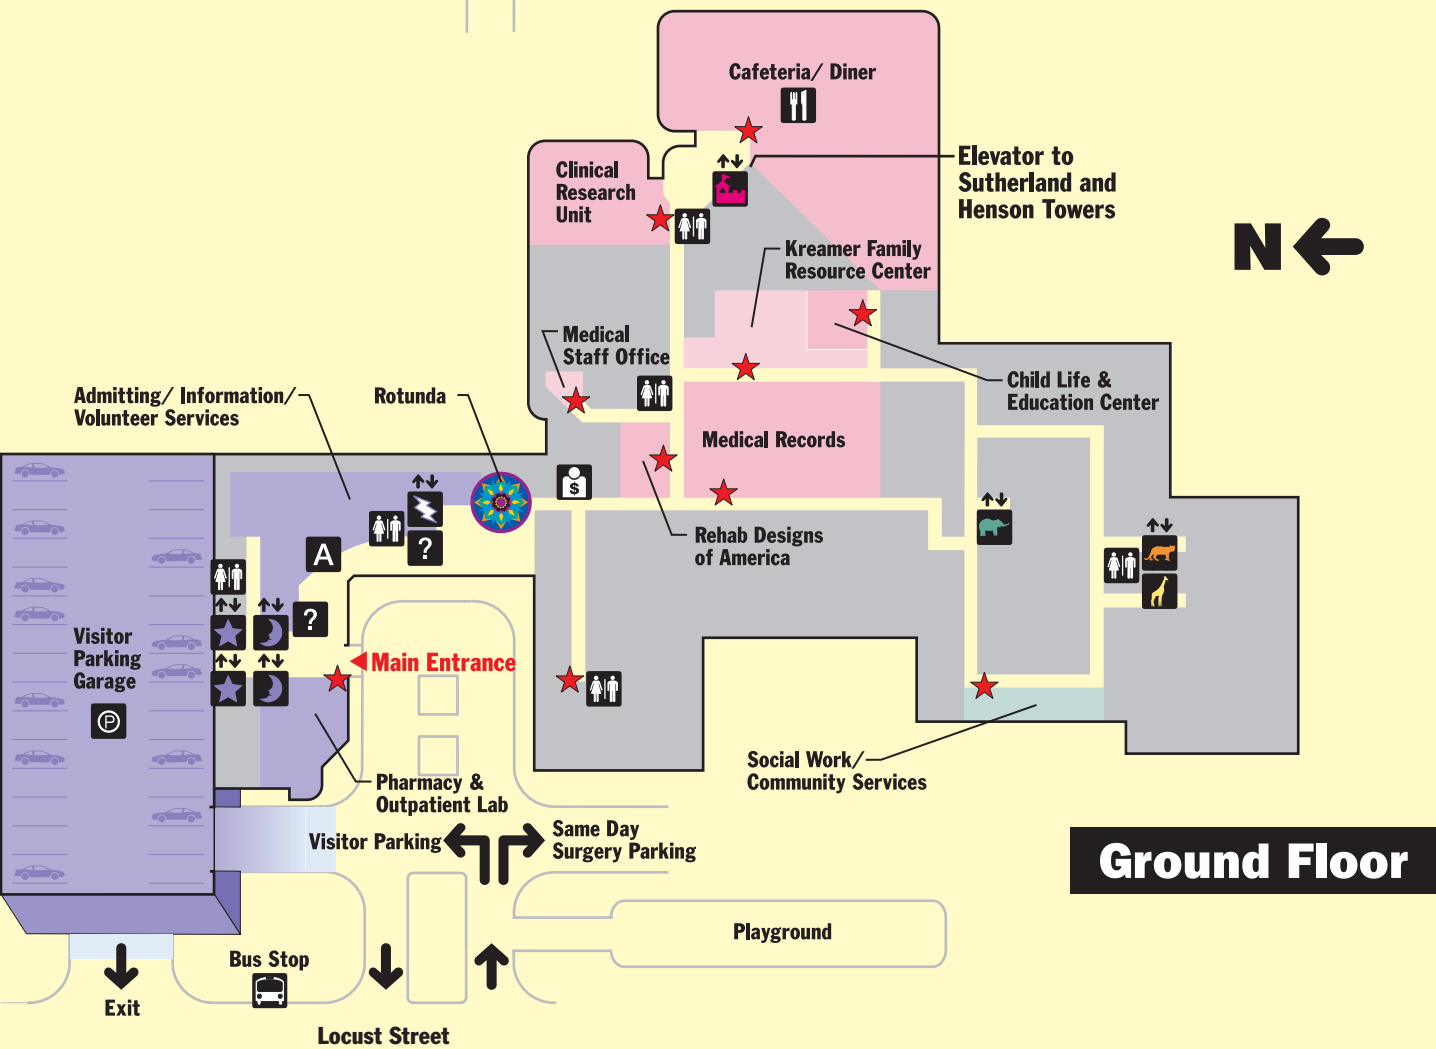 Cafeteria/ Diner
Elevator to
Sutherland and
Henson Towers
Clinical
Research
Unit
N
Kreamer Family
Resource Center
Medical
Staff Office
Child Life &
Education Center
Admitting/ Information/
Volunteer Services
Rotunda
Medical Records
$
Rehab Designs
of America
A
?
?
Visitor
Parking
Garage
P
Main Entrance
Social Work/
Community Services
Pharmacy &
Outpatient Lab
Visitor Parking
Same Day
Surgery Parking
Ground Floor
Playground
Bus Stop
Exit
Locust Street